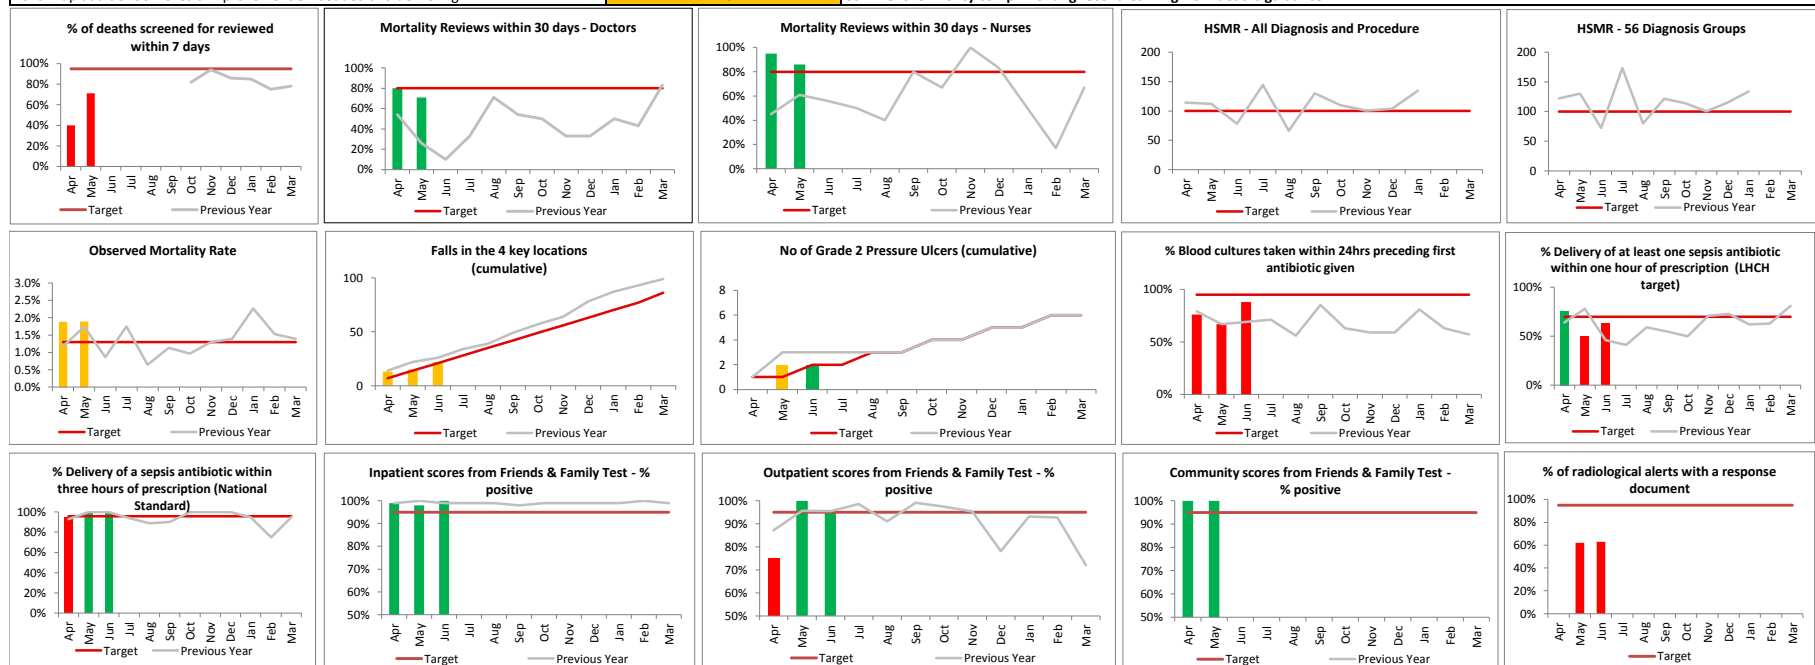 % of deaths screened for reviewed
within 7 days
100%
80%
60%
40%
20%
0%
Apr
May
Jun
Jul
Aug
Sep
Oct
Nov
Dec
Jan
Feb
Mar
Target
Previous Year
Mortality Reviews within 30 days - Doctors
100%
80%
60%
40%
20%
0%
Apr
May
Jun
Jul
Aug
Sep
Oct
Nov
Dec
Jan
Feb
Mar
Target
Previous Year
Mortality Reviews within 30 days - Nurses
100%
80%
60%
40%
20%
0%
Apr
May
Jun
Jul
Aug
Sep
Oct
Nov
Dec
Jan
Feb
Mar
Target
Previous Year
HSMR - All Diagnosis and Procedure
200
150
100
50
0
Apr
May
Jun
Jul
Aug
Sep
Oct
Nov
Dec
Jan
Feb
Mar
Target
Previous Year
HSMR - 56 Diagnosis Groups
200
150
100
50
0
Apr
May
Jun
Jul
Aug
Sep
Oct
Nov
Dec
Jan
Feb
Mar
Target
Previous Year
Observed Mortality Rate
3.0%
2.5%
2.0%
1.5%
1.0%
0.5%
0.0%
Apr
May
Jun
Jul
Aug
Sep
Oct
Nov
Dec
Jan
Feb
Mar
Target
Previous Year
Falls in the 4 key locations
(cumulative)
100
50
0
Apr
May
Jun
Jul
Aug
Sep
Oct
Nov
Dec
Jan
Feb
Mar
Target
Previous Year
No of Grade 2 Pressure Ulcers (cumulative)
8
6
4
2
0
Apr
May
Jun
Jul
Aug
Sep
Oct
Nov
Dec
Jan
Feb
Mar
Target
Previous Year
% Blood cultures taken within 24hrs preceding first
antibiotic given
100%
50%
0%
Apr
May
Jun
Jul
Aug
Sep
Oct
Nov
Dec
Jan
Feb
Mar
Target
Previous Year
% Delivery of at least one sepsis antibiotic
within one hour of prescription (LHCH
target)
100%
50%
0%
Apr
May
Jun
Jul
Aug
Sep
Oct
Nov
Dec
Jan
Feb
Mar
Target
Previous Year
% Delivery of a sepsis antibiotic within
three hours of prescription (National
Standard)
100%
80%
60%
40%
20%
0%
Apr
May
Jun
Jul
Aug
Sep
Oct
Nov
Dec
Jan
Feb
Mar
Target
Previous Year
Inpatient scores from Friends & Family Test - %
positive
100%
90%
80%
70%
60%
50%
Apr
May
Jun
Jul
Aug
Sep
Oct
Nov
Dec
Jan
Feb
Mar
Target
Previous Year
Outpatient scores from Friends & Family Test - %
positive
100%
90%
80%
70%
60%
50%
Apr
May
Jun
Jul
Aug
Sep
Oct
Nov
Dec
Jan
Feb
Mar
Target
Previous Year
Community scores from Friends & Family Test -
% positive
100%
90%
80%
70%
60%
50%
Apr
May
Jun
Jul
Aug
Sep
Oct
Nov
Dec
Jan
Feb
Mar
Target
Previous Year
% of radiological alerts with a response
document
100%
80%
60%
40%
20%
0%
Apr
May
Jun
Jul
Aug
Sep
Oct
Nov
Dec
Jan
Feb
Mar
Target